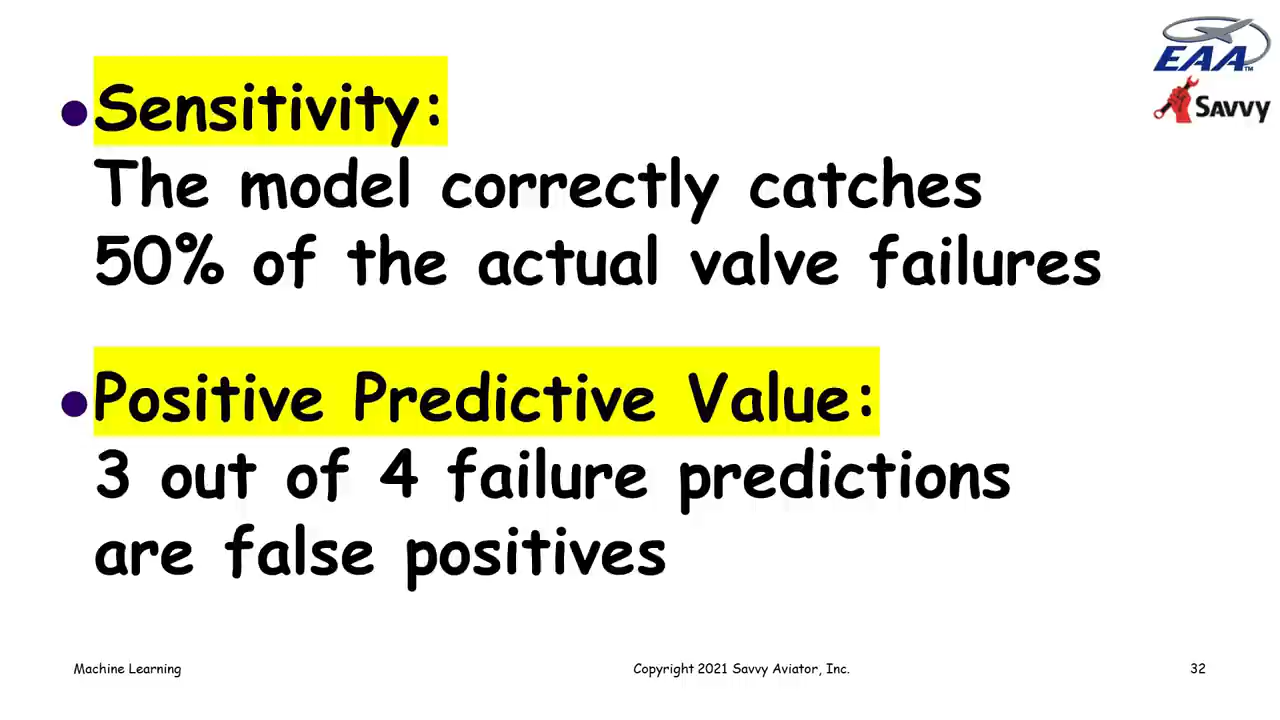 EAA™
Savvy
Sensitivity:
The model correctly catches
50% of the actual valve failures
Positive Predictive Value:
3 out of 4 failure predictions
are false positives
Machine Learning
Copyright 2021 Savvy Aviator, Inc.
32